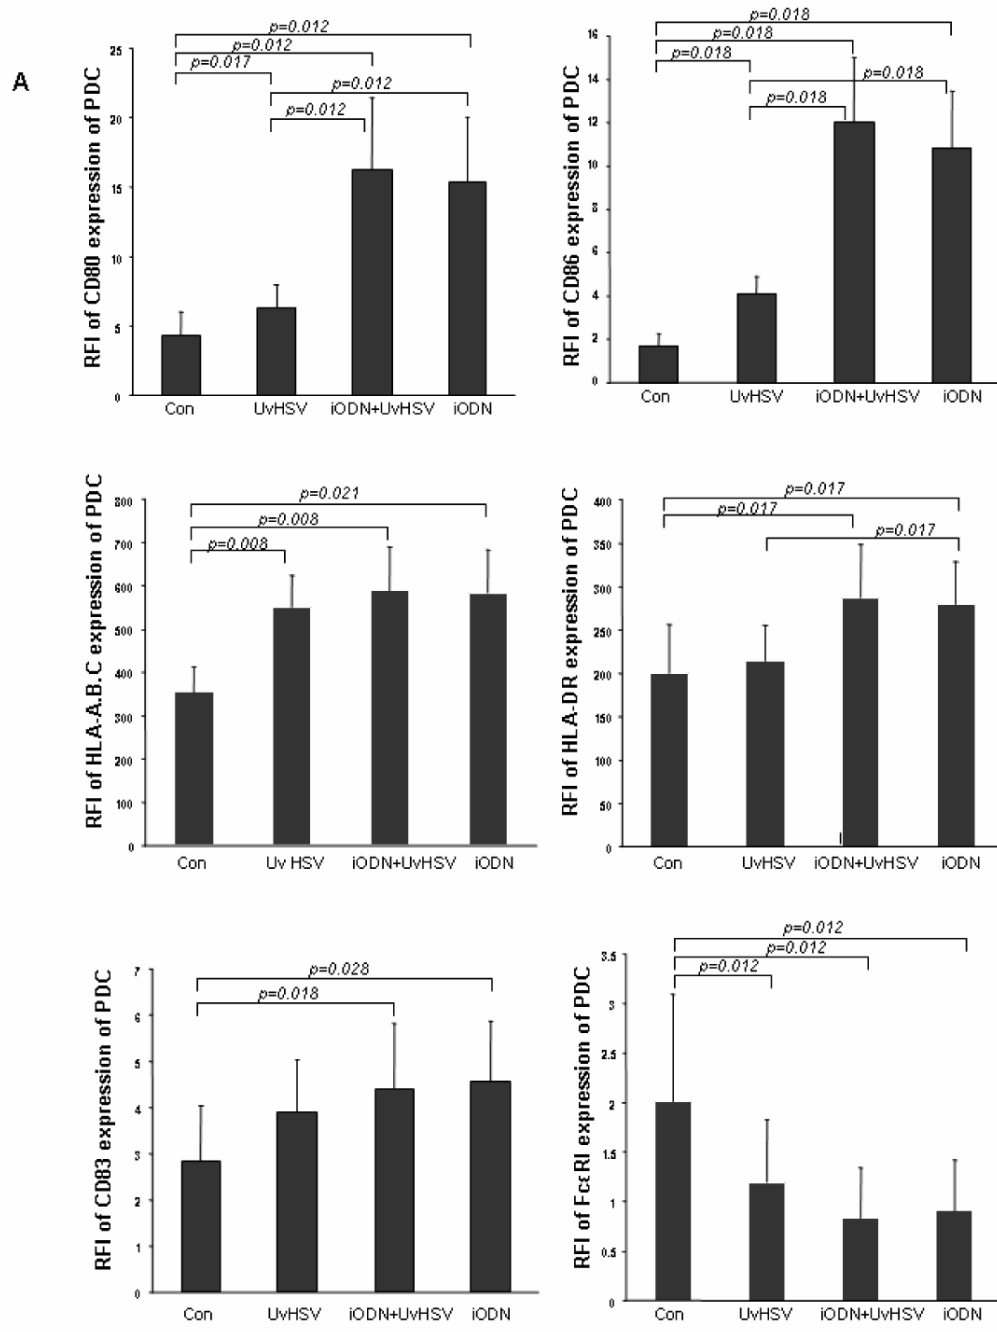 A
RFI of CD80 expression of PDC
p=0.012
p=0.012
p=0.017
p=0.012
p=0.012
25
20
15
10
5
0
Con UvHSV iODN+UvHSV iODN
RFI of CD86 expression of PDC
p=0.018
p=0.018
p=0.018
p=0.018
p=0.018
16
14
12
10
8
6
4
2
0
Con UvHSV iODN+UvHSV iODN
RFI of HLA-A.B.C expression of PDC
p=0.021
p=0.008
p=0.008
800
700
600
500
400
300
200
100
0
Con Uv HSV iODN+UvHSV iODN
RFI of HLA-DR expression of PDC
p=0.017
p=0.017
p=0.017
400
350
300
250
200
150
100
50
0
Con UvHSV iODN+UvHSV iODN
RFI of CD83 expression of PDC
p=0.028
p=0.018
7
6
5
4
3
2
1
0
Con UvHSV iODN+UvHSV iODN
RFI of FcεRI expression of PDC
p=0.012
p=0.012
p=0.012
3.5
3
2.5
2
1.5
1
0.5
0
Con UvHSV iODN+UvHSV iODN